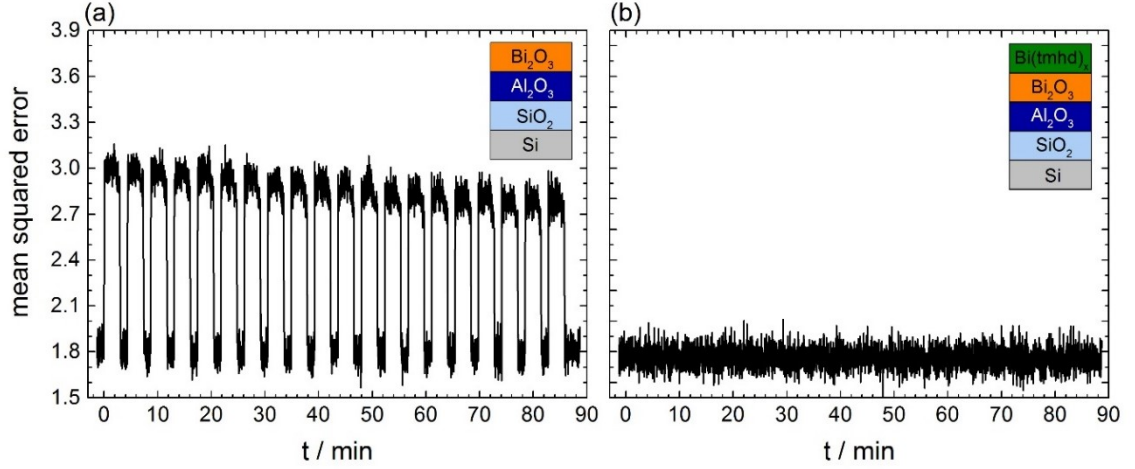 (a)
(b)
3.9
3.6
3.3
3.0
2.7
2.4
2.1
1.8
1.5
mean squared error
Bi₂O₃
Al₂O₃
SiO₂
Si
Bi(tmhd)ₓ
Bi₂O₃
Al₂O₃
SiO₂
Si
0 10 20 30 40 50 60 70 80 90
0 10 20 30 40 50 60 70 80 90
t / min
t / min